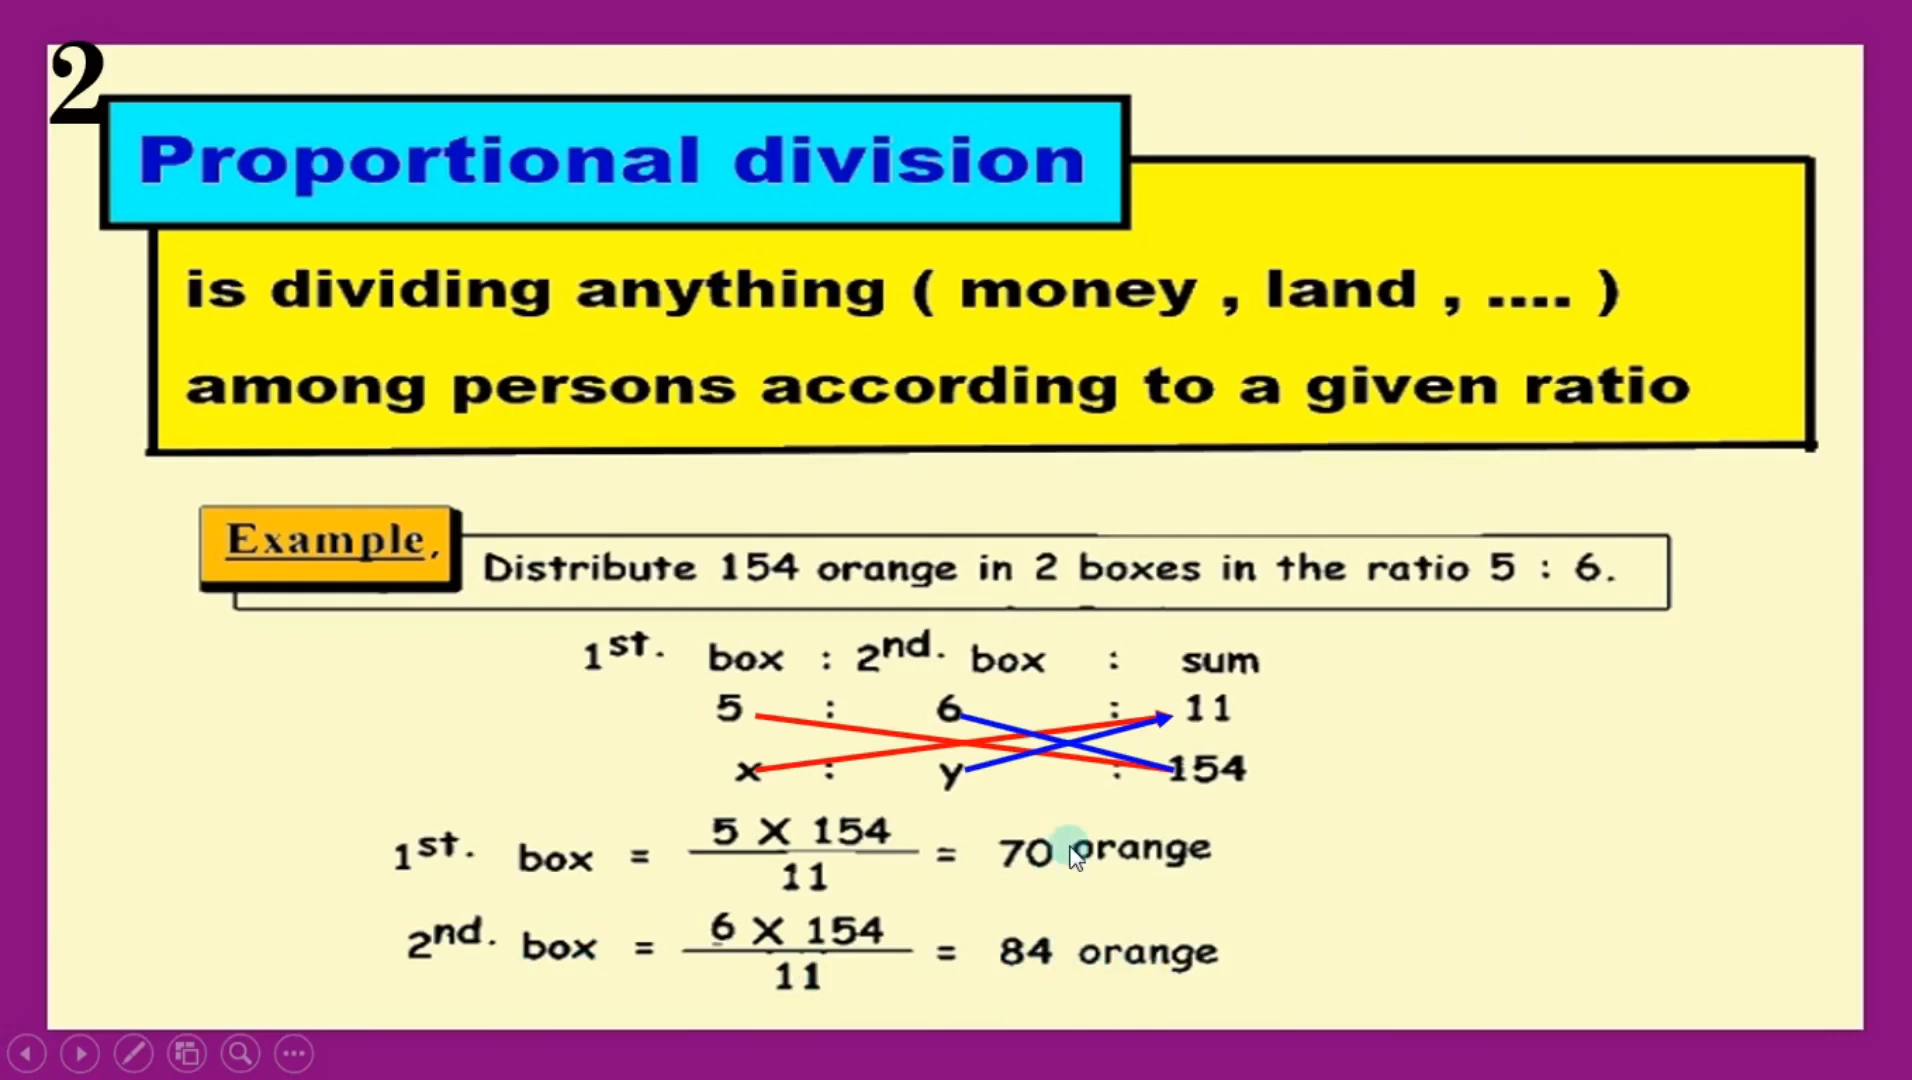 2
Proportional division
is dividing anything ( money , land , .... )
among persons according to a given ratio
Example,
Distribute 154 orange in 2 boxes in the ratio 5 : 6.
1st. box : 2nd. box : sum
5 : 6 : 11
x : y : 154
1st. box = 5 X 154 / 11 = 70 orange
2nd. box = 6 X 154 / 11 = 84 orange